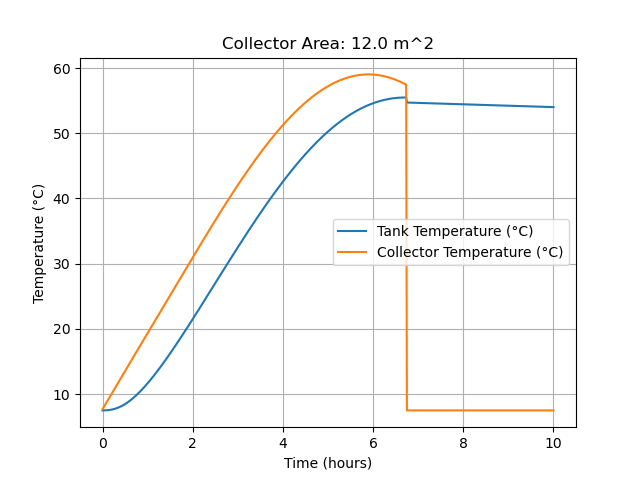 Collector Area: 12.0 m^2
Temperature (°C)
60
50
40
30
20
10
Tank Temperature (°C)
Collector Temperature (°C)
0 2 4 6 8 10
Time (hours)